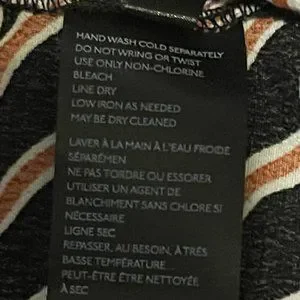 HAND WASH COLD SEPARATELY
DO NOT WRING OR TWIST
USE ONLY NON-CHLORINE
BLEACH
LINE DRY
LOW IRON AS NEEDED
MAY BE DRY CLEANED
LAVER À LA MAIN À L'EAU FROIDE
SÉPARÉMEN
NE PAS TORDRE OU ESSORER
UTILISER UN AGENT DE
BLANCHIMENT SANS CHLORE SI
NÉCESSAIRE
LIGNE SEC
REPASSER, AU BESOIN, À TRÈS
BASSE TEMPÉRATURE
PEUT-ÊTRE ÊTRE NETTOYÉE
À SEC